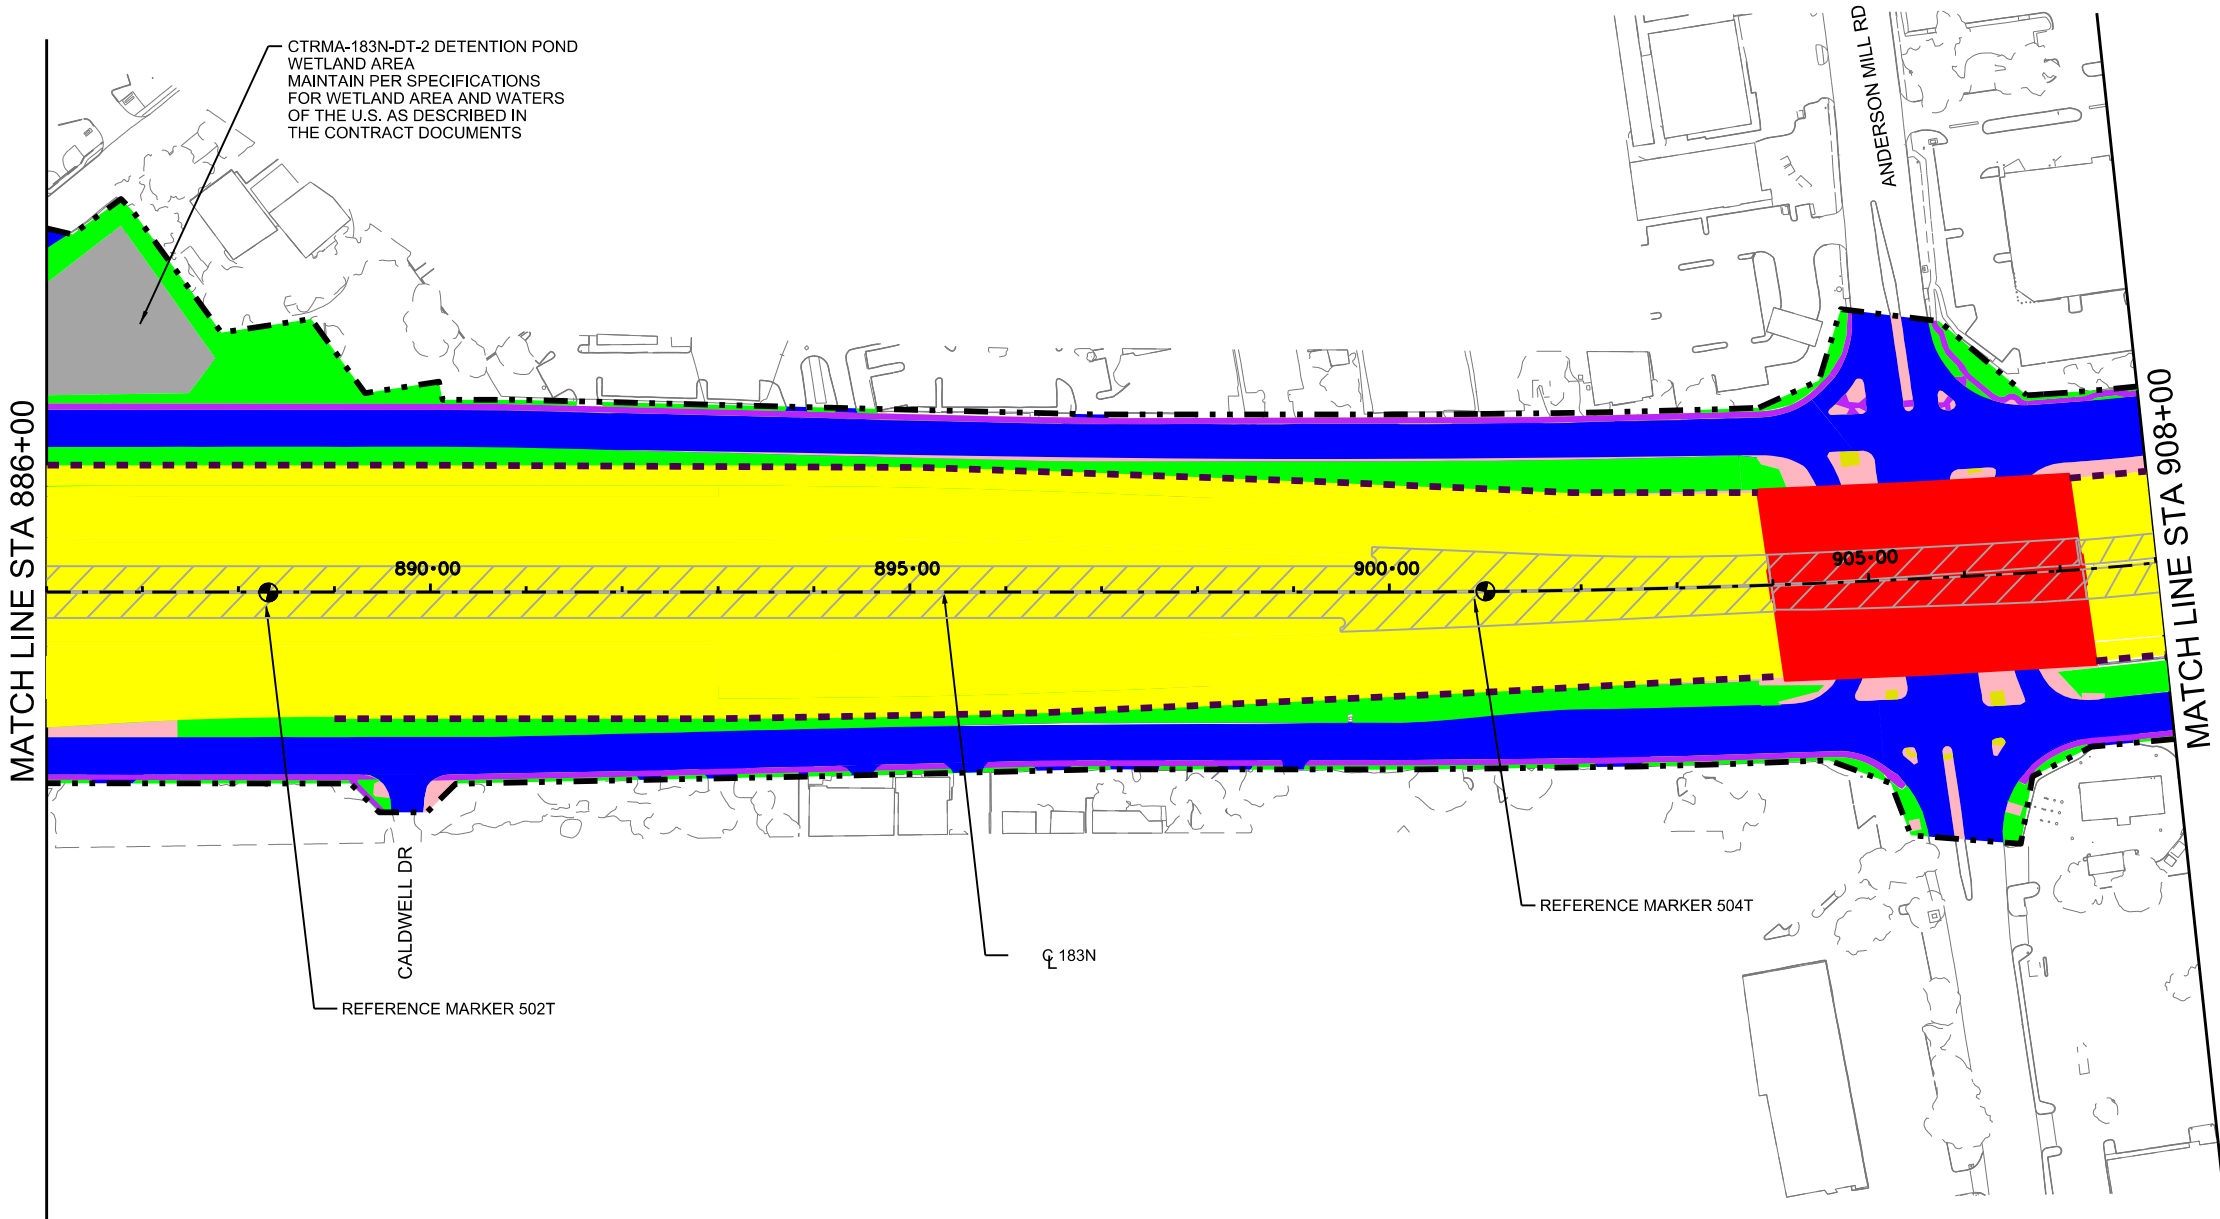 CTRMA-183N-DT-2 DETENTION POND
WETLAND AREA
MAINTAIN PER SPECIFICATIONS
FOR WETLAND AREA AND WATERS
OF THE U.S. AS DESCRIBED IN
THE CONTRACT DOCUMENTS
ANDERSON MILL RD
MATCH LINE STA 886+00
MATCH LINE STA 908+00
890+00
895+00
900+00
905+00
CALDWELL DR
REFERENCE MARKER 504T
℄ 183N
REFERENCE MARKER 502T